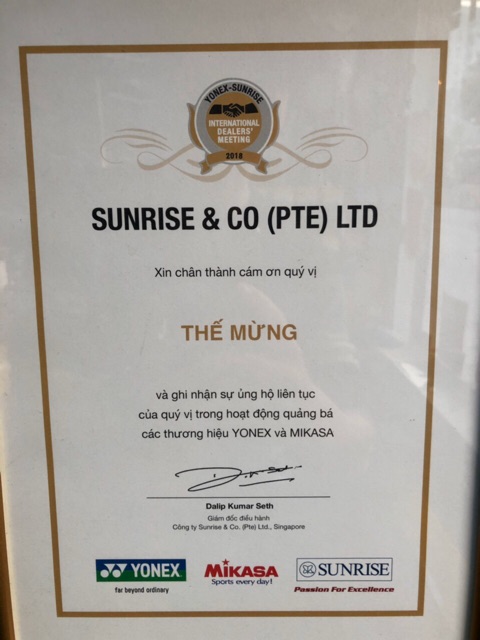 YONEX-SUNRISE
INTERNATIONAL
DEALERS'
MEETING
2018
SUNRISE & CO (PTE) LTD
Xin chân thành cám ơn quý vị
THẾ MỪNG
và ghi nhận sự ủng hộ liên tục
của quý vị trong hoạt động quảng bá
các thương hiệu YONEX và MIKASA
Dalip Kumar Seth
Giám đốc điều hành
Công ty Sunrise & Co. (Pte) Ltd., Singapore
YONEX
far beyond ordinary
MIKASA
Sports every day!
SUNRISE
Passion For Excellence